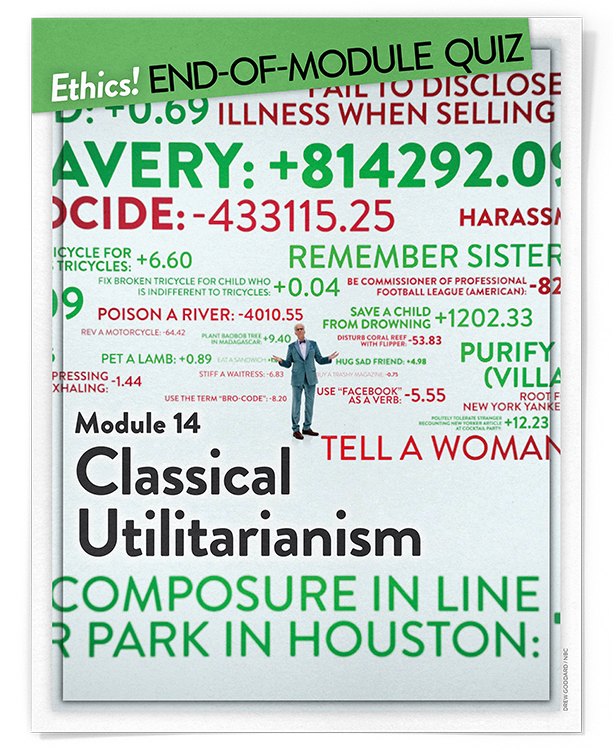 Ethics! END-OF-MODULE QUIZ
FAIL TO DISCLOSE
D: +0.69 ILLNESS WHEN SELLING
AVERY: +814292.09
OCIDE: -433115.25 HARASSM
ICYCLE FOR
TRICYCLES: +6.60
REMEMBER SISTER
FIX BROKEN TRICYCLE FOR CHILD WHO
IS INDIFFERENT TO TRICYCLES: +0.04
BE COMMISSIONER OF PROFESSIONAL
FOOTBALL LEAGUE (AMERICAN): -82
09
POISON A RIVER: -4010.55
SAVE A CHILD
FROM DROWNING +1202.33
REV A MOTORCYCLE: -64.42
PLANT BAOBOB TREE
IN MADAGASCAR: +9.40
DISTURB CORAL REEF
WITH FLIPPER: -53.83
PURIFY
(VILLA
PET A LAMB: +0.89
EAT A SANDWICH:
HUG SAD FRIEND: +4.98
PRESSING
XHALING: -1.44
STIFF A WAITRESS: -6.83
BUY A TRASHY MAGAZINE: -0.75
USE THE TERM "BRO-CODE": -8.20
USE "FACEBOOK"
AS A VERB: -5.55
ROOT F
NEW YORK YANKE
POLITELY TOLERATE STRANGER
RECOUNTING NEW YORKER ARTICLE
AT COCKTAIL PARTY: +12.23
TELL A WOMAN
Module 14
Classical
Utilitarianism
COMPOSURE IN LINE
R PARK IN HOUSTON:
DREW GODDARD / NBC